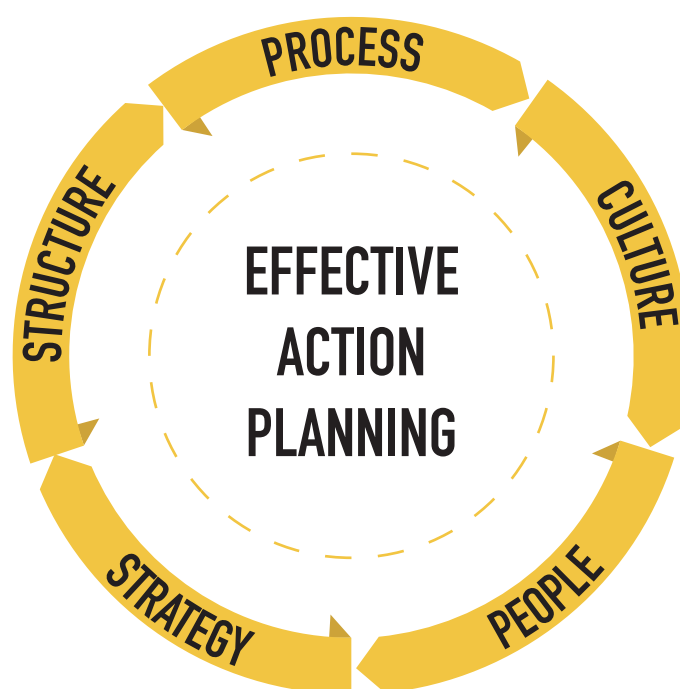 PROCESS
CULTURE
PEOPLE
STRATEGY
STRUCTURE
EFFECTIVE
ACTION
PLANNING